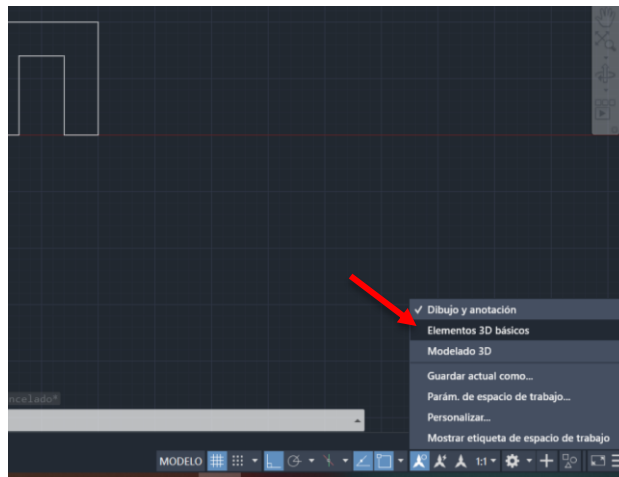 ✓ Dibujo y anotación
Elementos 3D básicos
Modelado 3D
Guardar actual como...
Parám. de espacio de trabajo...
Personalizar...
Mostrar etiqueta de espacio de trabajo
ncelado*
MODELO 1:1